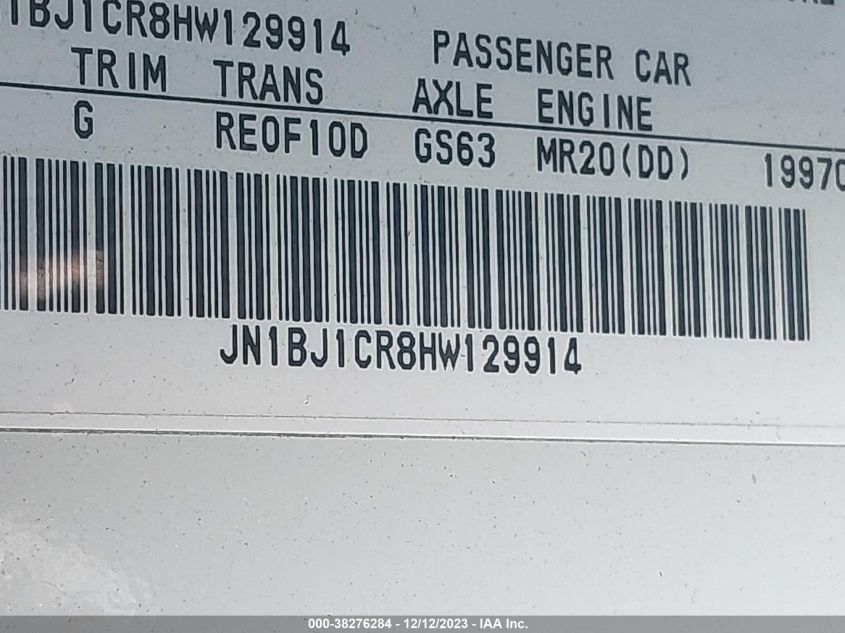 1BJ1CR8HW129914 PASSENGER CAR
TRIM TRANS AXLE ENGINE
G RE0F10D GS63 MR20(DD) 19970
JN1BJ1CR8HW129914
000-38276284 - 12/12/2023 - IAA Inc.